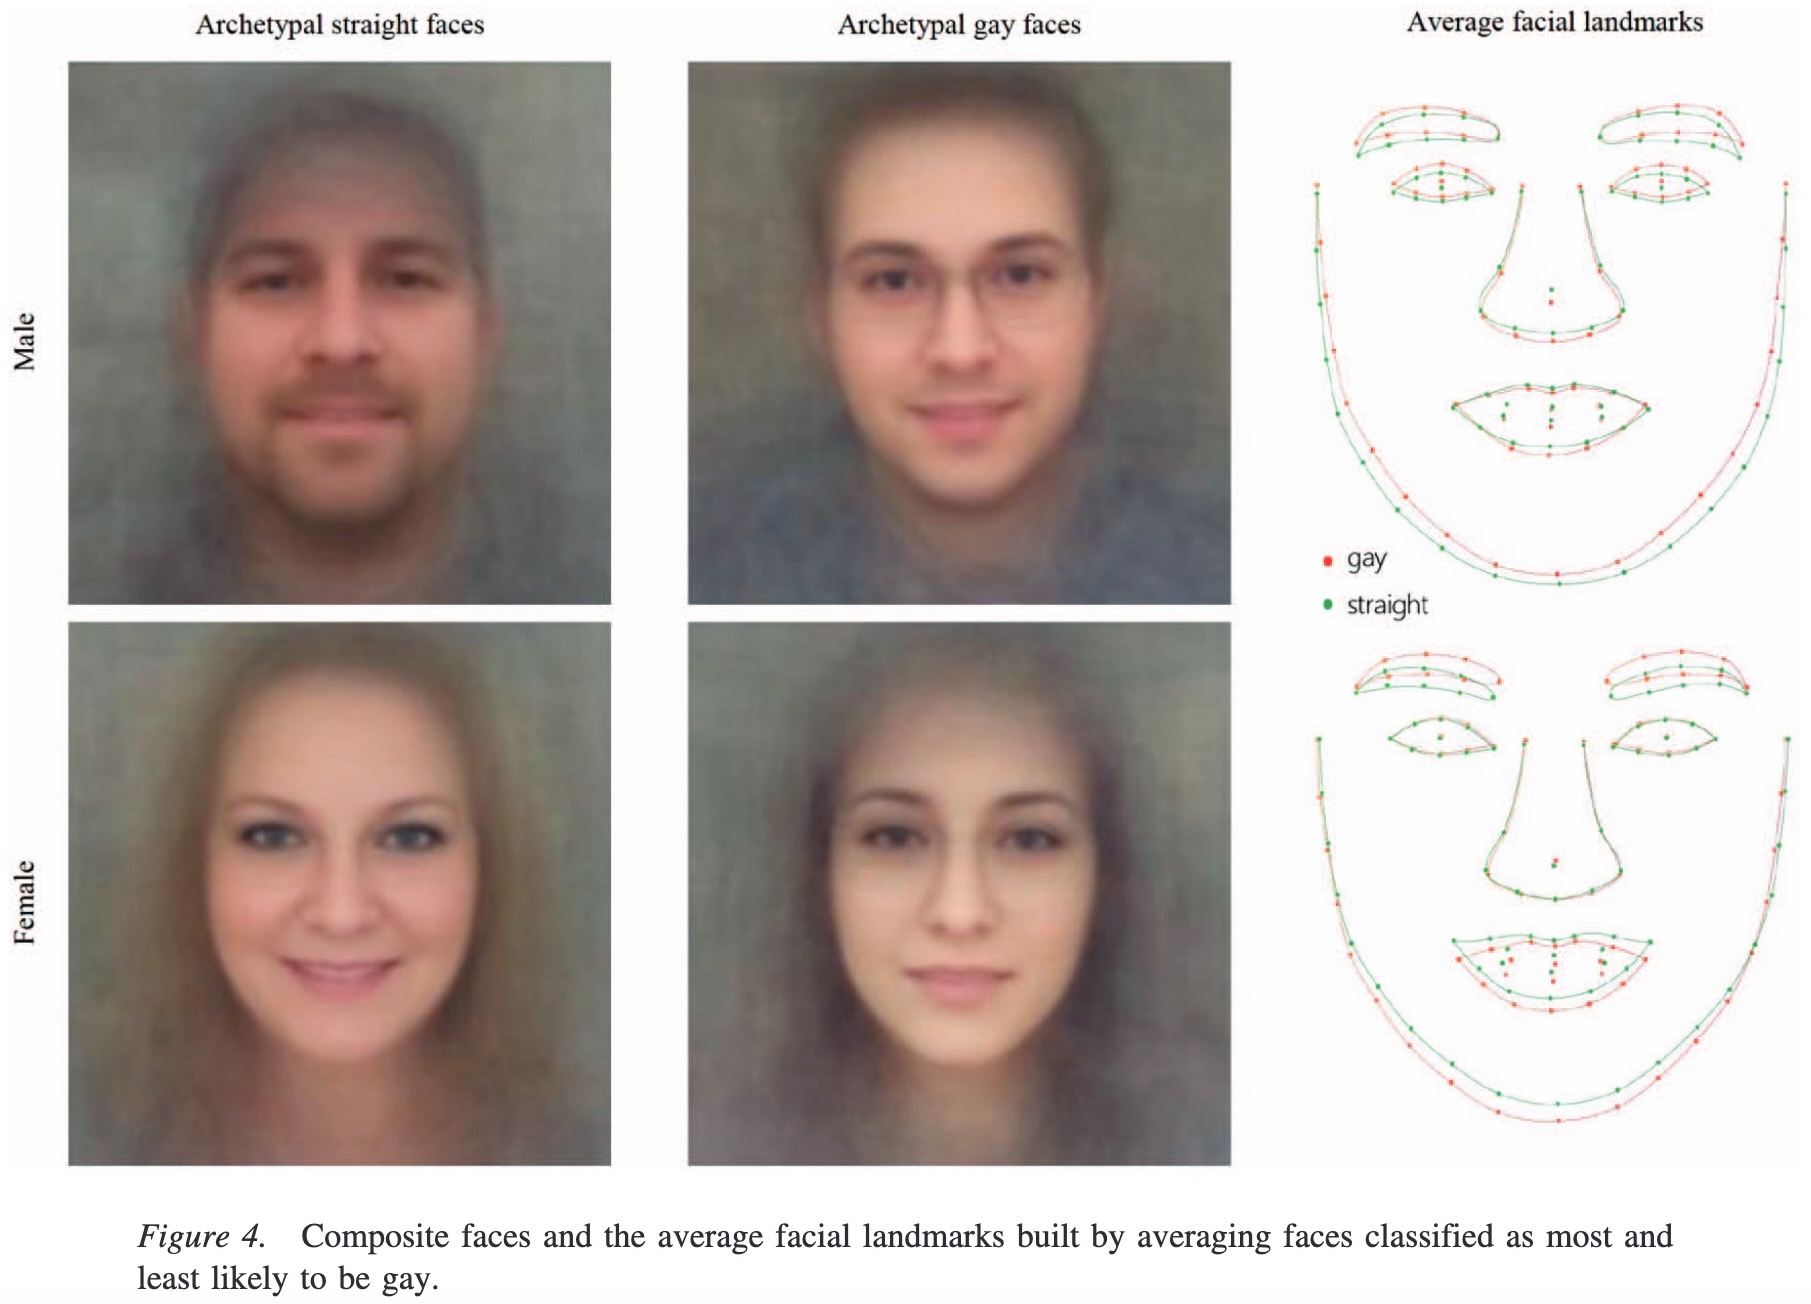 Archetypal straight faces
Archetypal gay faces
Average facial landmarks
Male
gay
straight
Female
Figure 4. Composite faces and the average facial landmarks built by averaging faces classified as most and
least likely to be gay.